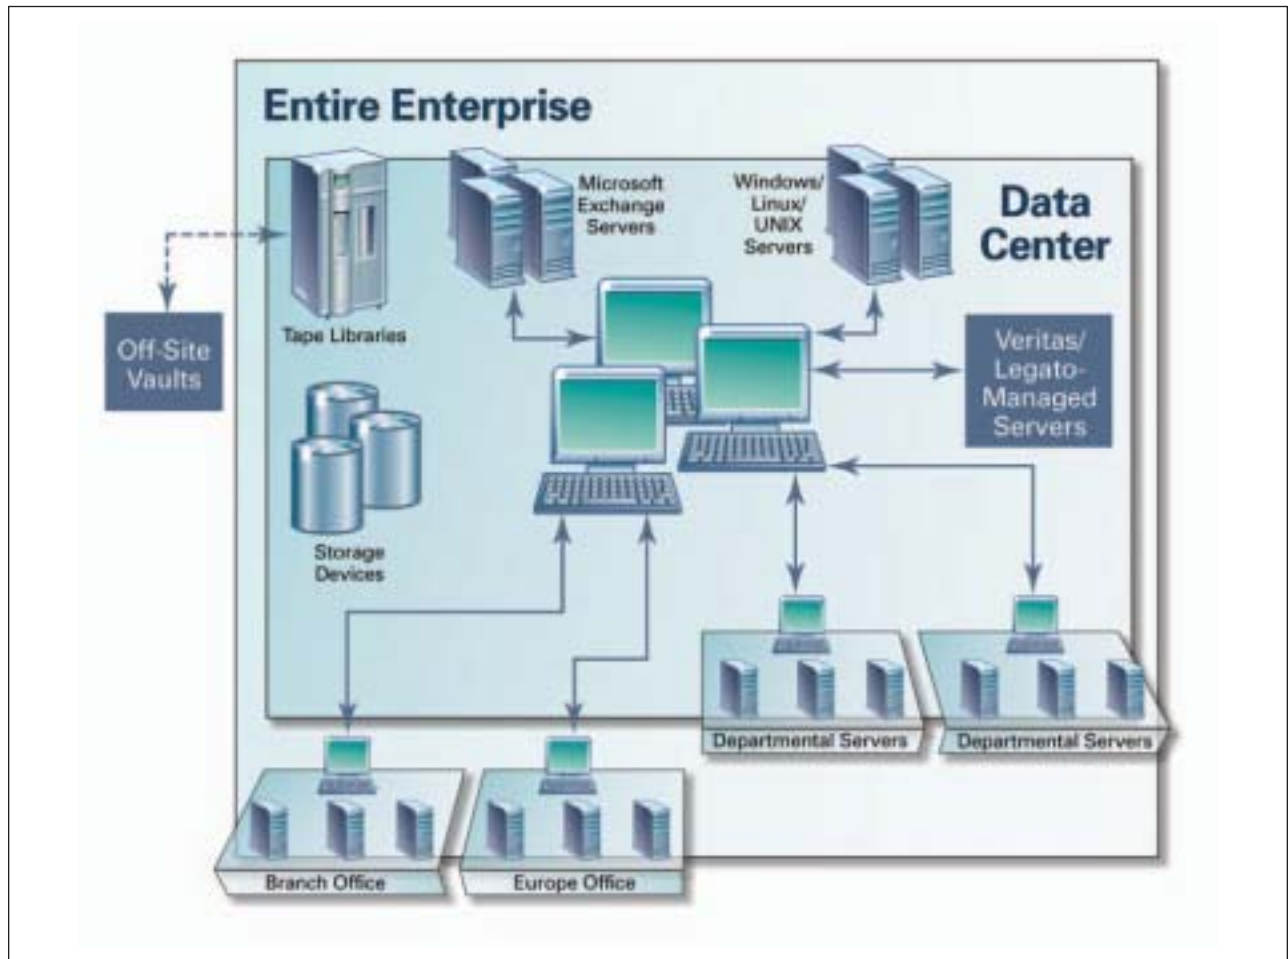 Entire Enterprise
Microsoft
Exchange
Servers
Windows/
Linux/
UNIX
Servers
Data
Center
Tape Libraries
Off-Site
Vaults
Veritas/
Legato-
Managed
Servers
Storage
Devices
Departmental Servers
Departmental Servers
Branch Office
Europe Office